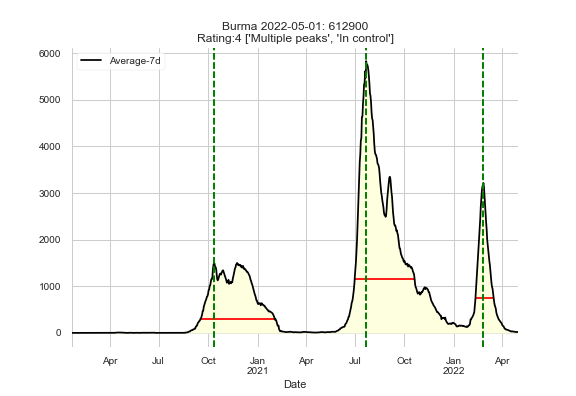 Burma 2022-05-01: 612900
Rating:4 ['Multiple peaks', 'In control']
Average-7d
6000
5000
4000
3000
2000
1000
0
Apr Jul Oct Jan Apr Jul Oct Jan Apr
2021 2022
Date